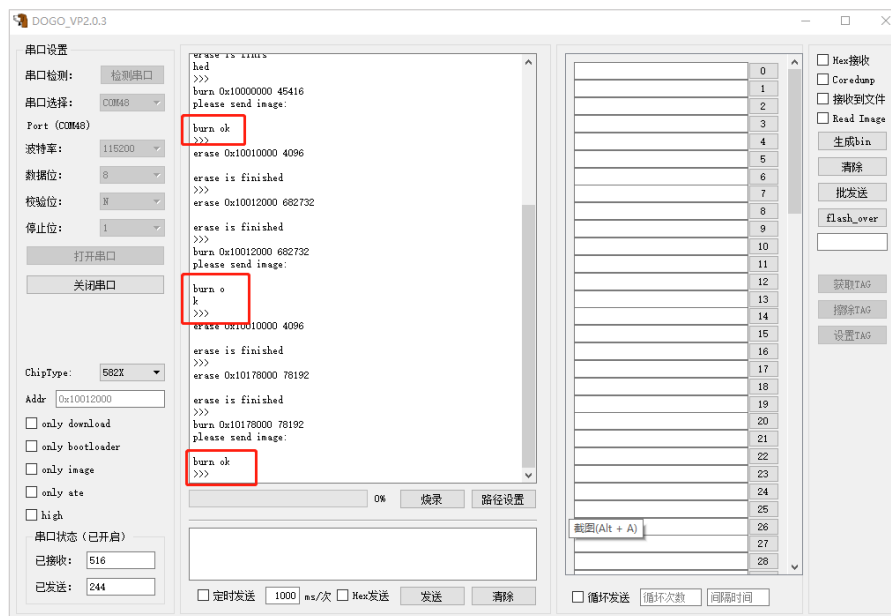 DOGO_VP2.0.3
串口设置
串口检测:
检测串口
串口选择:
COM48
Port (COM48)
波特率:
115200
数据位:
8
校验位:
N
停止位:
1
打开串口
关闭串口
ChipType:
582X
Addr
0x10012000
only download
only bootloader
only image
only ate
high
串口状态 (已开启)
已接收:
516
已发送:
244
erase is finis
hed
>>>
burn 0x10000000 45416
please send image:
burn ok
>>>
erase 0x10010000 4096
erase is finished
>>>
erase 0x10012000 682732
erase is finished
>>>
burn 0x10012000 682732
please send image:
burn o
k
>>>
erase 0x10010000 4096
erase is finished
>>>
erase 0x10178000 78192
erase is finished
>>>
burn 0x10178000 78192
please send image:
burn ok
>>>
0%
烧录
路径设置
定时发送
1000
ms/次
Hex发送
发送
清除
0
1
2
3
4
5
6
7
8
9
10
11
12
13
14
15
16
17
18
19
20
21
22
23
24
25
26
27
28
截图(Alt + A)
循环发送
循环次数
间隔时间
Hex接收
Coredump
接收到文件
Read Image
生成bin
清除
批发送
flash_over
获取TAG
擦除TAG
设置TAG